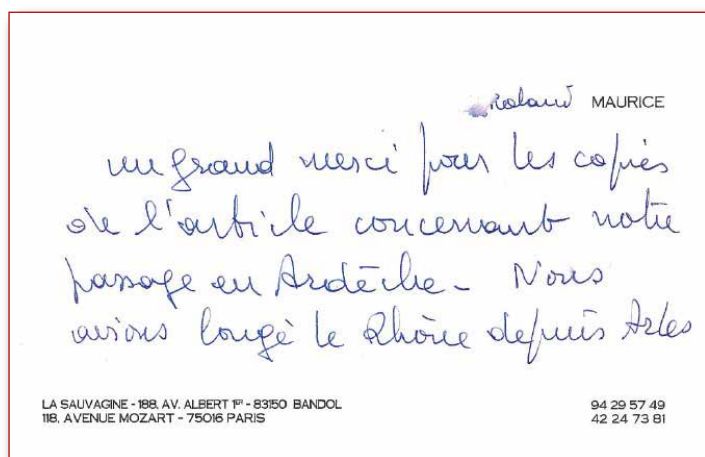 Roland MAURICE
un grand merci pour les copies
de l'article concernant notre
passage en Ardèche - Nous
avions longé le Rhône depuis Arles
LA SAUVAGINE - 188, AV. ALBERT 1er - 83150 BANDOL
94 29 57 49
118, AVENUE MOZART - 75016 PARIS
42 24 73 81